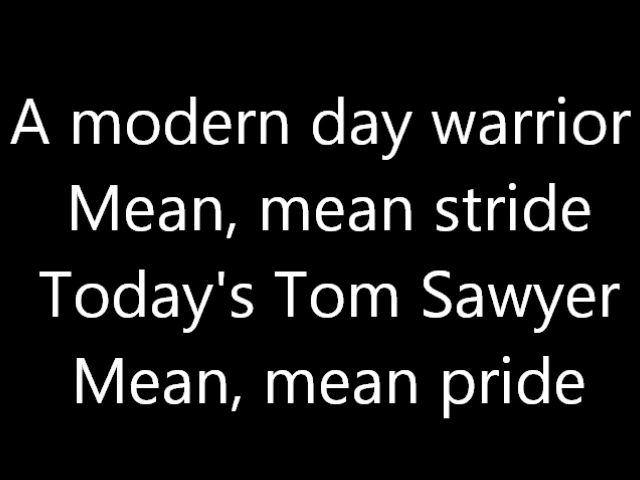 A modern day warrior
Mean, mean stride
Today's Tom Sawyer
Mean, mean pride